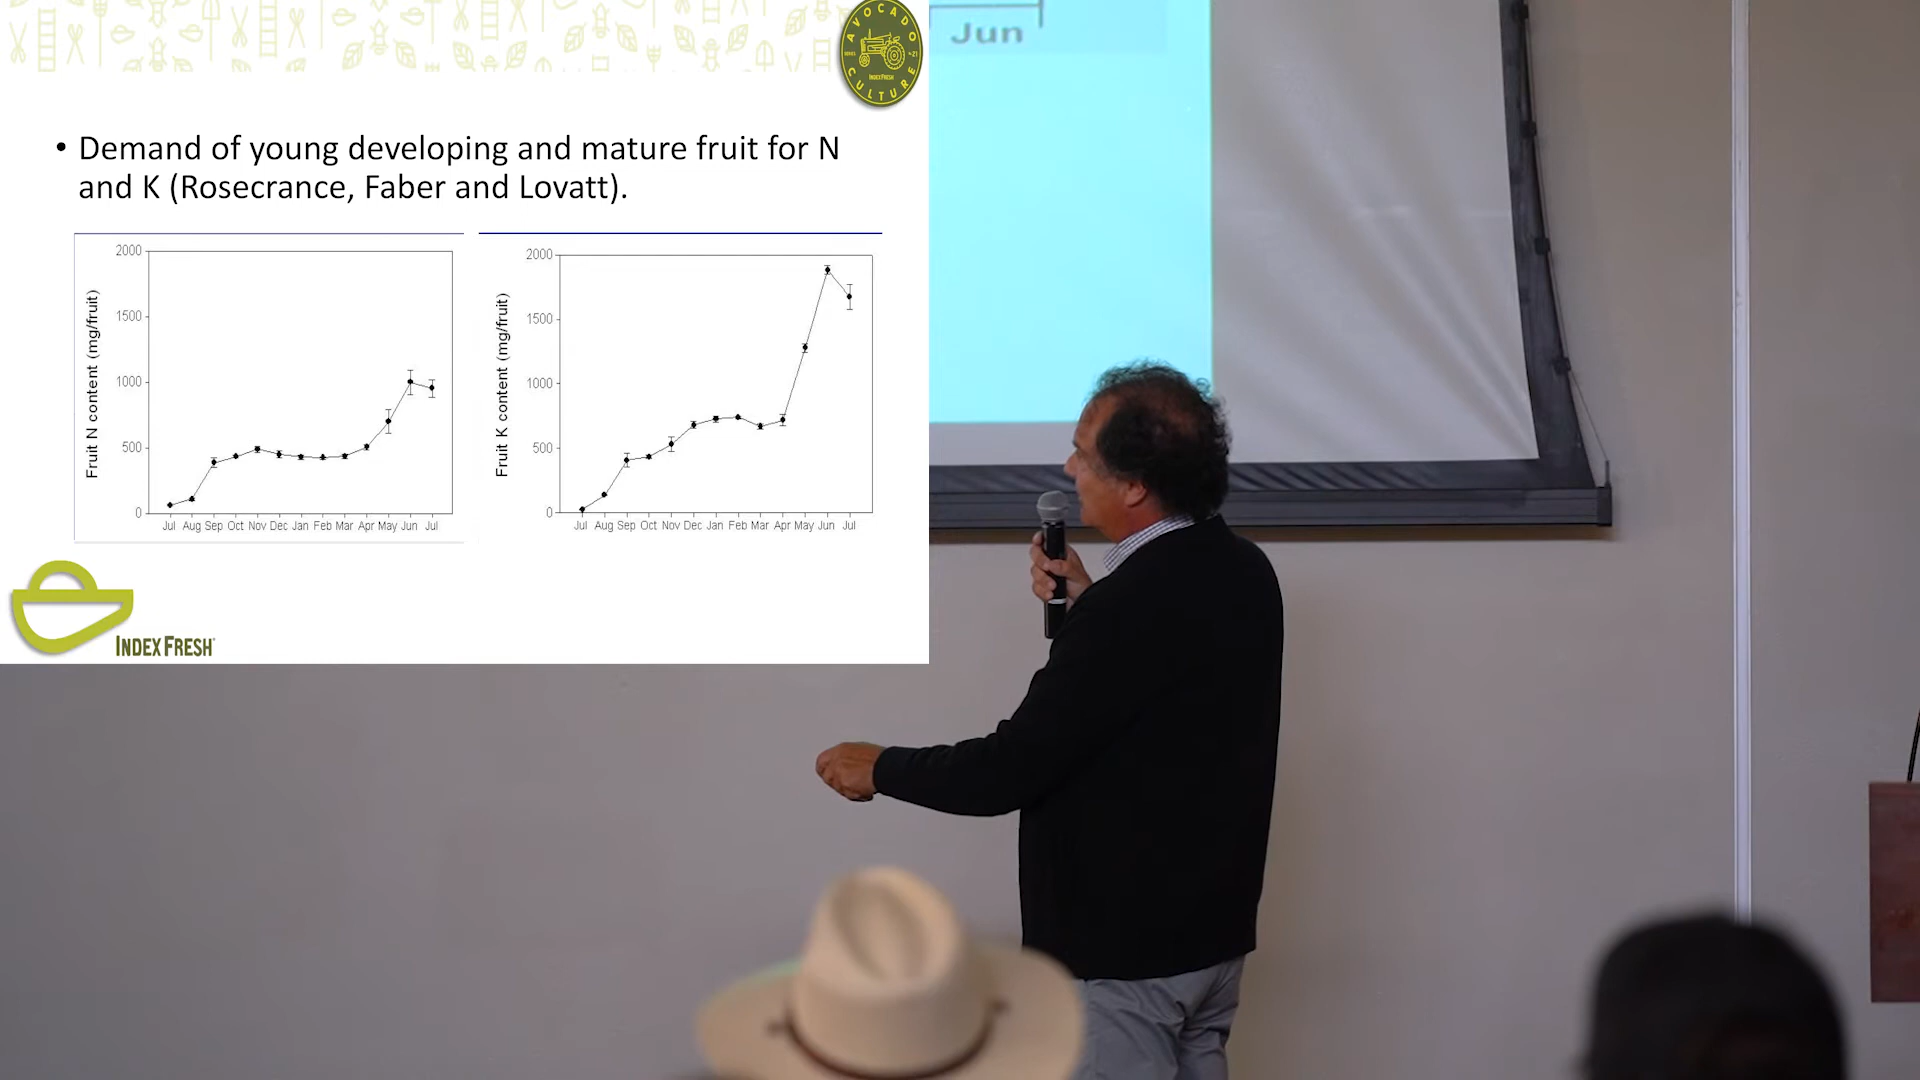 AVOCADO
INDEX FRESH
CULTURE
Jun
• Demand of young developing and mature fruit for N
and K (Rosecrance, Faber and Lovatt).
Fruit N content (mg/fruit)
2000
1500
1000
500
0
Jul Aug Sep Oct Nov Dec Jan Feb Mar Apr May Jun Jul
Fruit K content (mg/fruit)
2000
1500
1000
500
0
Jul Aug Sep Oct Nov Dec Jan Feb Mar Apr May Jun Jul
INDEX FRESH